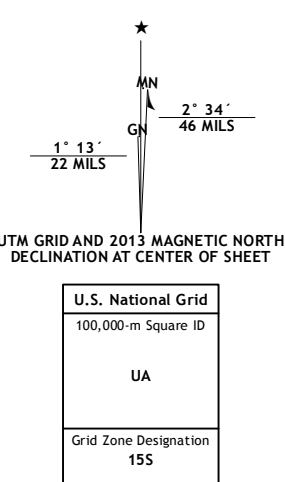 MN
GN
2° 34´
46 MILS
1° 13´
22 MILS
UTM GRID AND 2013 MAGNETIC NORTH
DECLINATION AT CENTER OF SHEET
U.S. National Grid
100,000-m Square ID
UA
Grid Zone Designation
15S